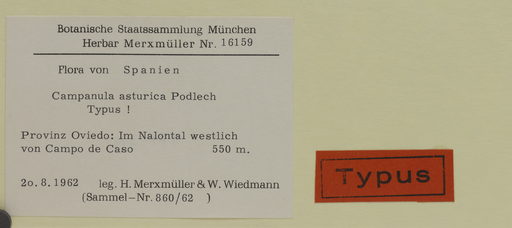 Botanische Staatssammlung München
Herbar Merxmüller Nr. 16159
Flora von Spanien
Campanula asturica Podlech
Typus !
Provinz Oviedo: Im Nalontal westlich
von Campo de Caso 550 m.
20.8.1962 leg. H. Merxmüller & W. Wiedmann
(Sammel-Nr. 860/62 )
Typus